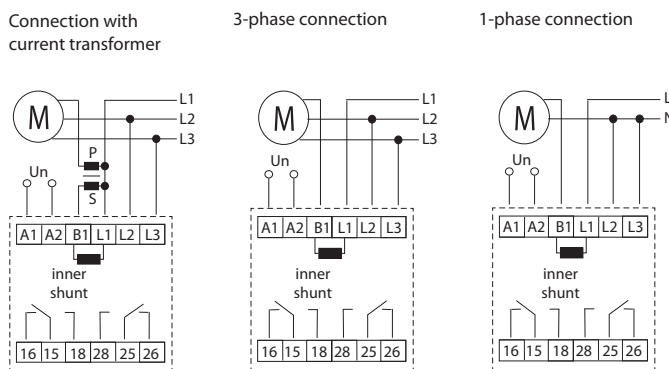 Connection with
current transformer
M
L1
L2
L3
P
S
Un
A1 A2 B1 L1 L2 L3
inner
shunt
16 15 18 28 25 26
3-phase connection
M
L1
L2
L3
Un
A1 A2 B1 L1 L2 L3
inner
shunt
16 15 18 28 25 26
1-phase connection
M
L
N
Un
A1 A2 B1 L1 L2 L3
inner
shunt
16 15 18 28 25 26